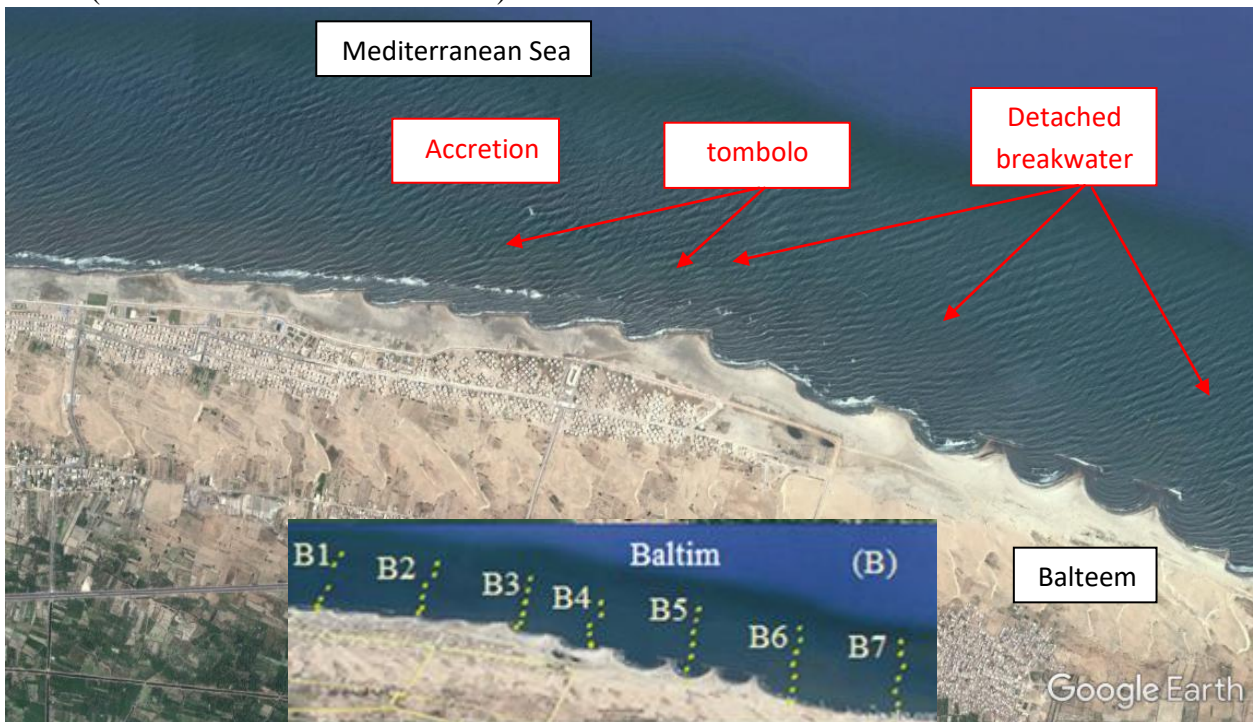 Mediterranean Sea
Accretion
tombolo
Detached
breakwater
B1
B2
B3
B4
Baltim
B5
(B)
B6
B7
Balteem
Google Earth